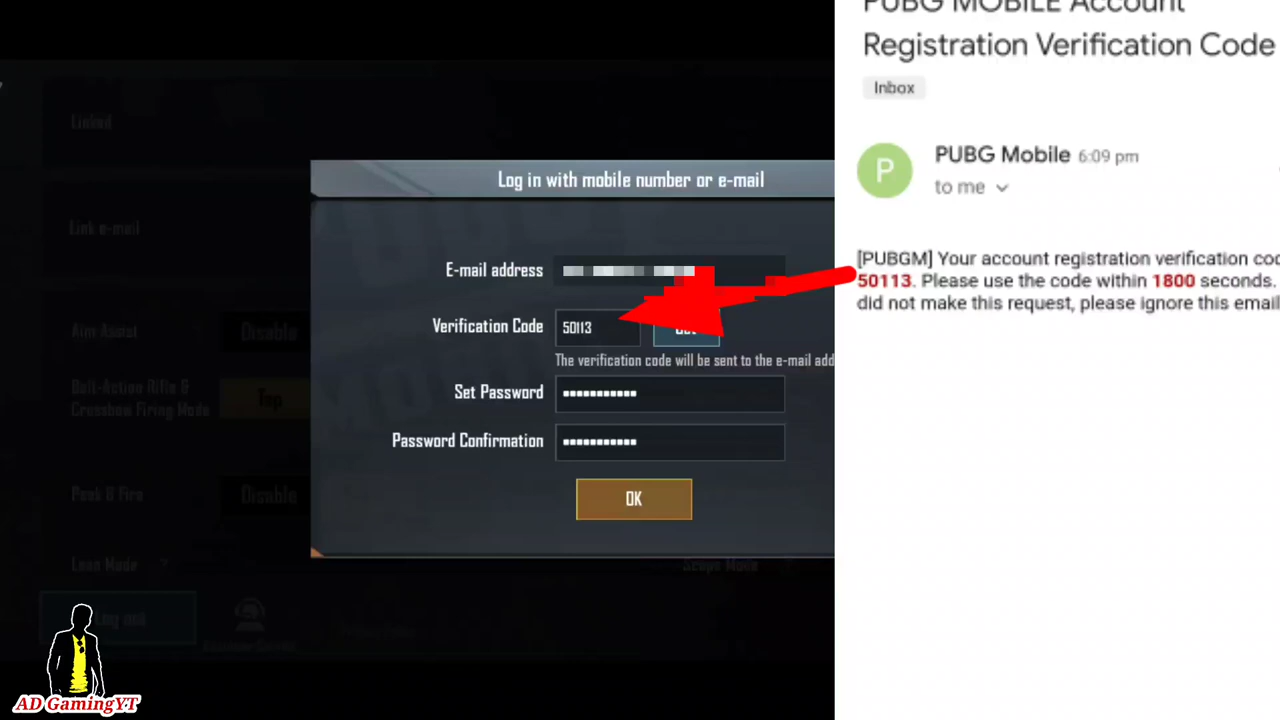 Linked
Link e-mail
Aim Assist
Disable
Bolt-Action Rifle &
Crossbow Firing Mode
Tap
Peek & Fire
Disable
Lean Mode
?
Scope Mode
Log out
Log in with mobile number or e-mail
E-mail address
Verification Code
50113
The verification code will be sent to the e-mail add
Set Password
Password Confirmation
OK
PUBG MOBILE Account
Registration Verification Code
Inbox
P
PUBG Mobile 6:09 pm
to me
[PUBGM] Your account registration verification cod
50113. Please use the code within 1800 seconds.
did not make this request, please ignore this email
AD GamingYT